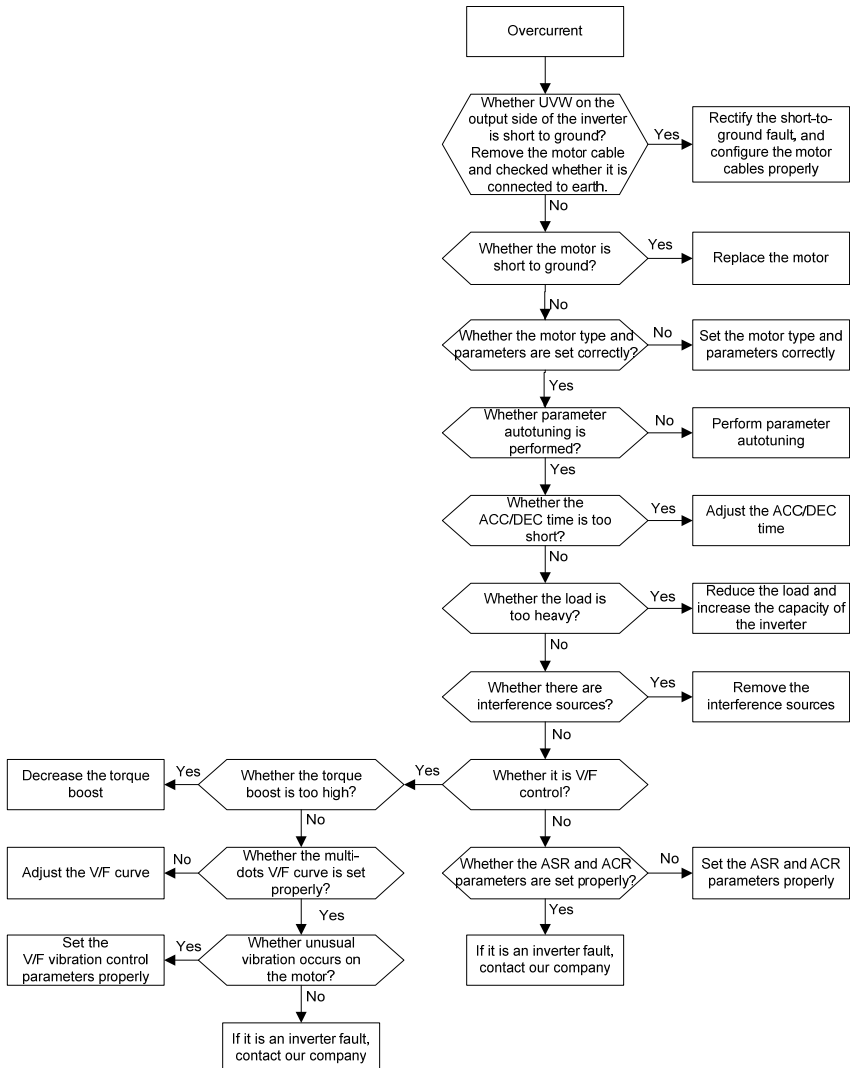 Overcurrent
Whether UVW on the
output side of the inverter
is short to ground?
Remove the motor cable
and checked whether it is
connected to earth.
Yes
Rectify the short-to-
ground fault, and
configure the motor
cables properly
No
Whether the motor is
short to ground?
Yes
Replace the motor
No
Whether the motor type and
parameters are set correctly?
No
Set the motor type and
parameters correctly
Yes
Whether parameter
autotuning is
performed?
No
Perform parameter
autotuning
Yes
Whether the
ACC/DEC time is too
short?
Yes
Adjust the ACC/DEC
time
No
Whether the load is
too heavy?
Yes
Reduce the load and
increase the capacity of
the inverter
No
Whether there are
interference sources?
Yes
Remove the
interference sources
No
Whether it is V/F
control?
Yes
Whether the torque
boost is too high?
Yes
Decrease the torque
boost
No
Whether the multi-
dots V/F curve is set
properly?
No
Adjust the V/F curve
Yes
Whether unusual
vibration occurs on
the motor?
Yes
Set the
V/F vibration control
parameters properly
No
If it is an inverter fault,
contact our company
No
Whether the ASR and ACR
parameters are set properly?
No
Set the ASR and ACR
parameters properly
Yes
If it is an inverter fault,
contact our company